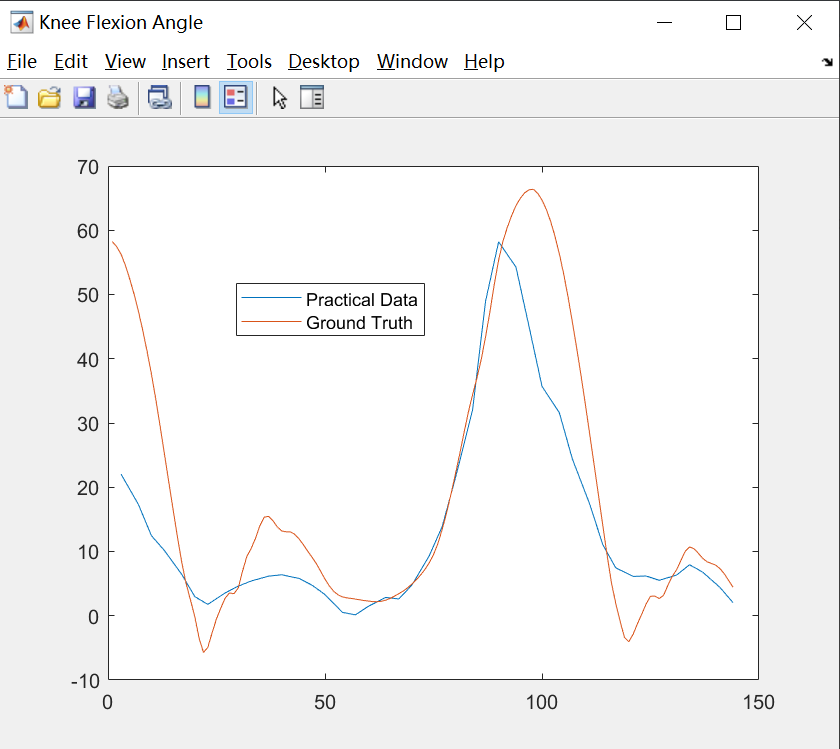 Knee Flexion Angle
File Edit View Insert Tools Desktop Window Help
70
60
50
40
30
20
10
0
-10
Practical Data
Ground Truth
0 50 100 150